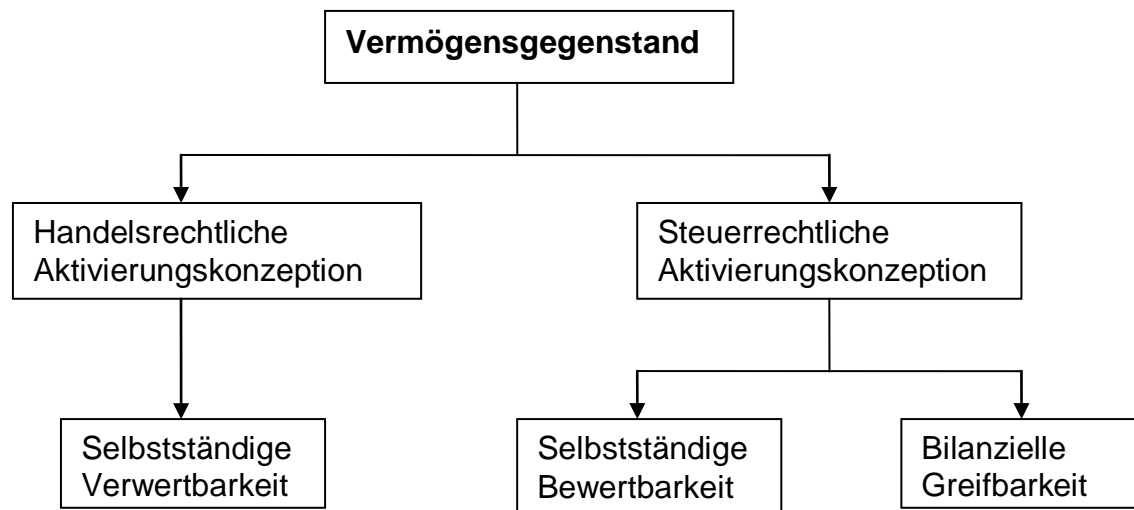 Vermögensgegenstand
Handelsrechtliche
Aktivierungskonzeption
Steuerrechtliche
Aktivierungskonzeption
Selbstständige
Verwertbarkeit
Selbstständige
Bewertbarkeit
Bilanzielle
Greifbarkeit